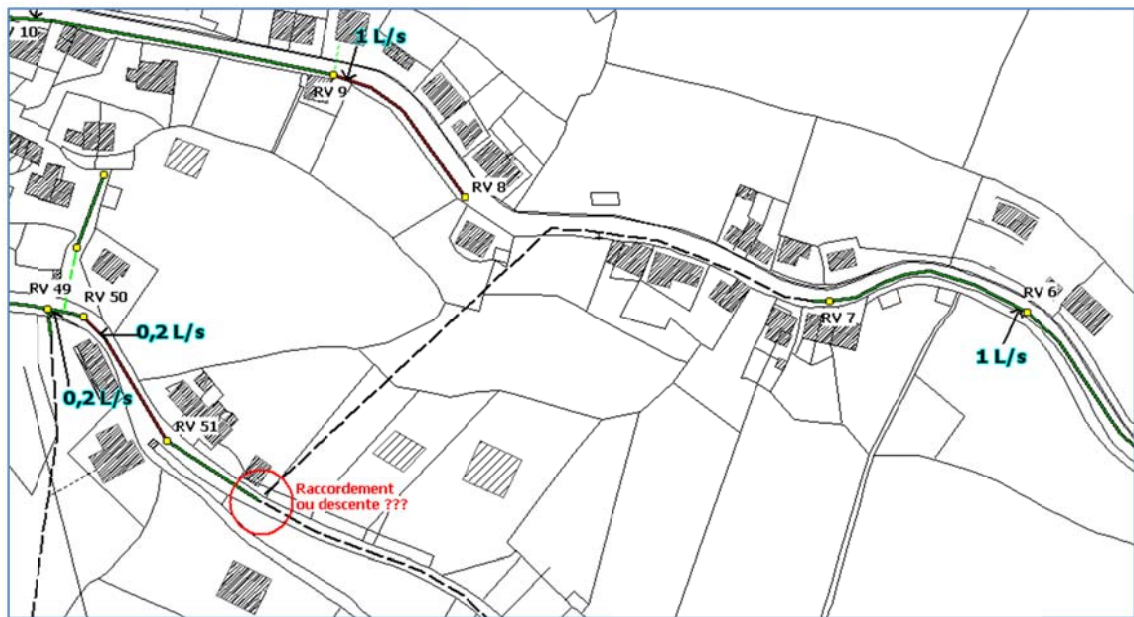 V 10
1 L/s
RV 9
RV 8
RV 49
RV 50
0,2 L/s
0,2 L/s
RV 51
RV 6
RV 7
1 L/s
Raccordement
ou descente ???